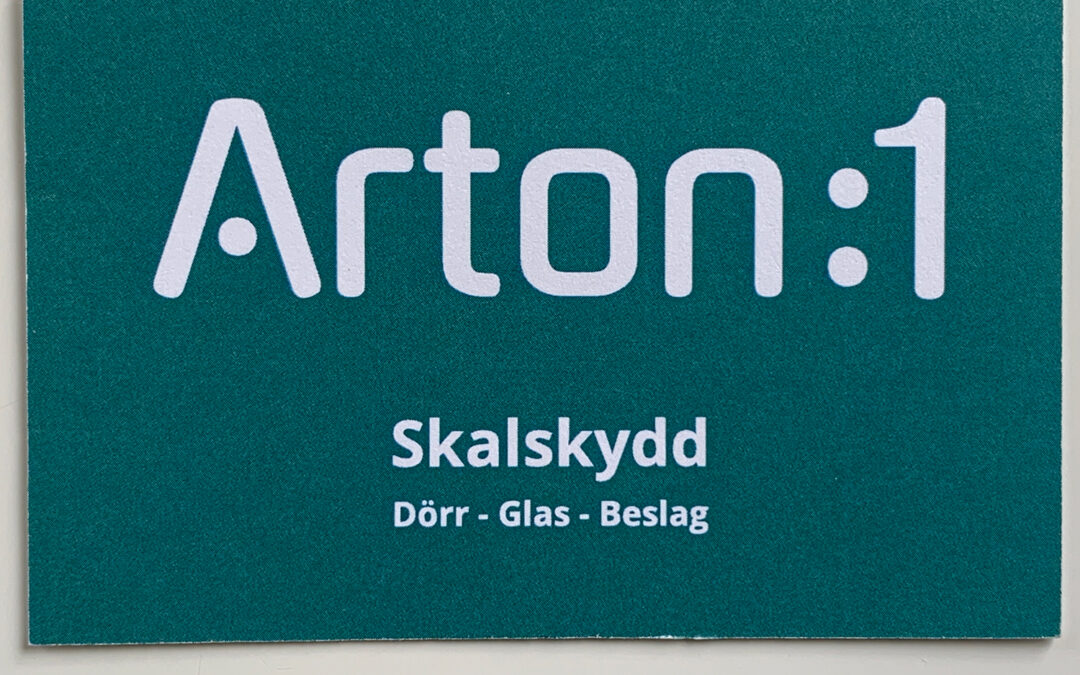 Arton:1
Skalskydd
Dörr - Glas - Beslag